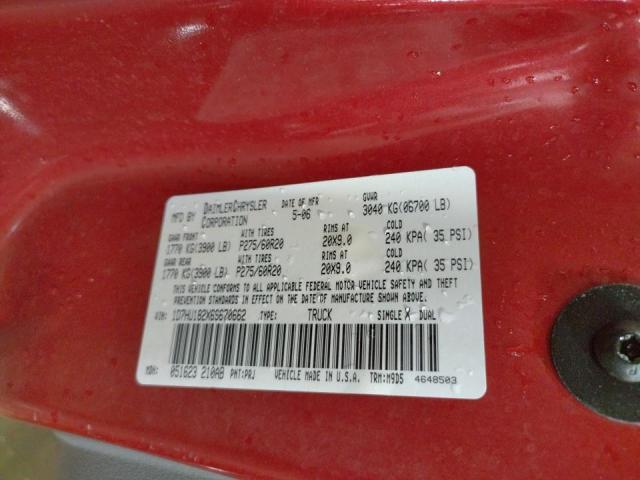 MFD BY DAIMLERCHRYSLER CORPORATION DATE OF MFR 5-06 GVWR 3040 KG(06700 LB)
GAWR FRONT 1770 KG(3900 LB) WITH TIRES P275/60R20 RIMS AT 20X9.0 COLD 240 KPA( 35 PSI)
GAWR REAR 1770 KG(3900 LB) WITH TIRES P275/60R20 RIMS AT 20X9.0 COLD 240 KPA( 35 PSI)
THIS VEHICLE CONFORMS TO ALL APPLICABLE FEDERAL MOTOR VEHICLE SAFETY AND THEFT
PREVENTION STANDARDS IN EFFECT ON THE DATE OF MANUFACTURE SHOWN ABOVE.
VIN: 1D7HU182X6S670662 TYPE: TRUCK SINGLE X DUAL
MDH: 051623 210AB PNT:PRJ VEHICLE MADE IN U.S.A. TRM:M9D5 4648503